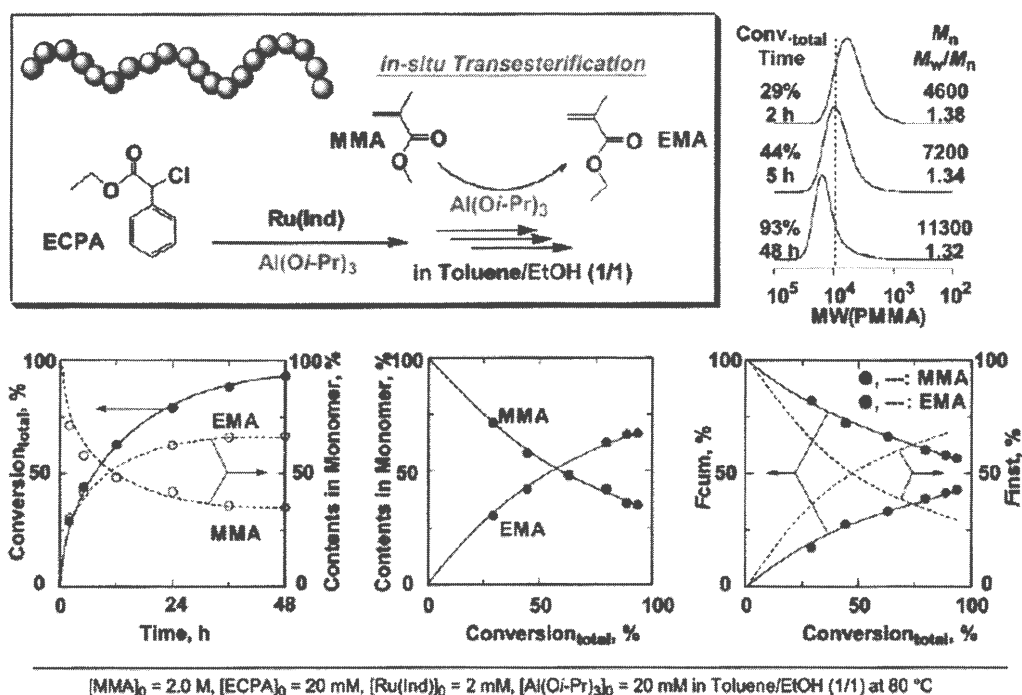 in-situ Transesterification
MMA
O
O
O
O
EMA
Al(Oi-Pr)3
O
O
Cl
ECPA
Ru(Ind)
Al(Oi-Pr)3
in Toluene/EtOH (1/1)
Conv.total
Time
Mn
Mw/Mn
29%
2 h
4600
1.38
44%
5 h
7200
1.34
93%
48 h
11300
1.32
10^5 10^4 10^3 10^2
MW(PMMA)
Conversiontotal, %
100
50
0
0 24 48
Time, h
EMA
MMA
100
50
0
Contents in Monomer, %
Contents in Monomer, %
100
50
0
MMA
EMA
0 50 100
Conversiontotal, %
Fcum, %
100
50
0
●, —: MMA
●, —: EMA
0 50 100
Conversiontotal, %
100
50
0
Finst, %
[MMA]0 = 2.0 M, [ECPA]0 = 20 mM, [Ru(Ind)]0 = 2 mM, [Al(Oi-Pr)3]0 = 20 mM in Toluene/EtOH (1/1) at 80 °C